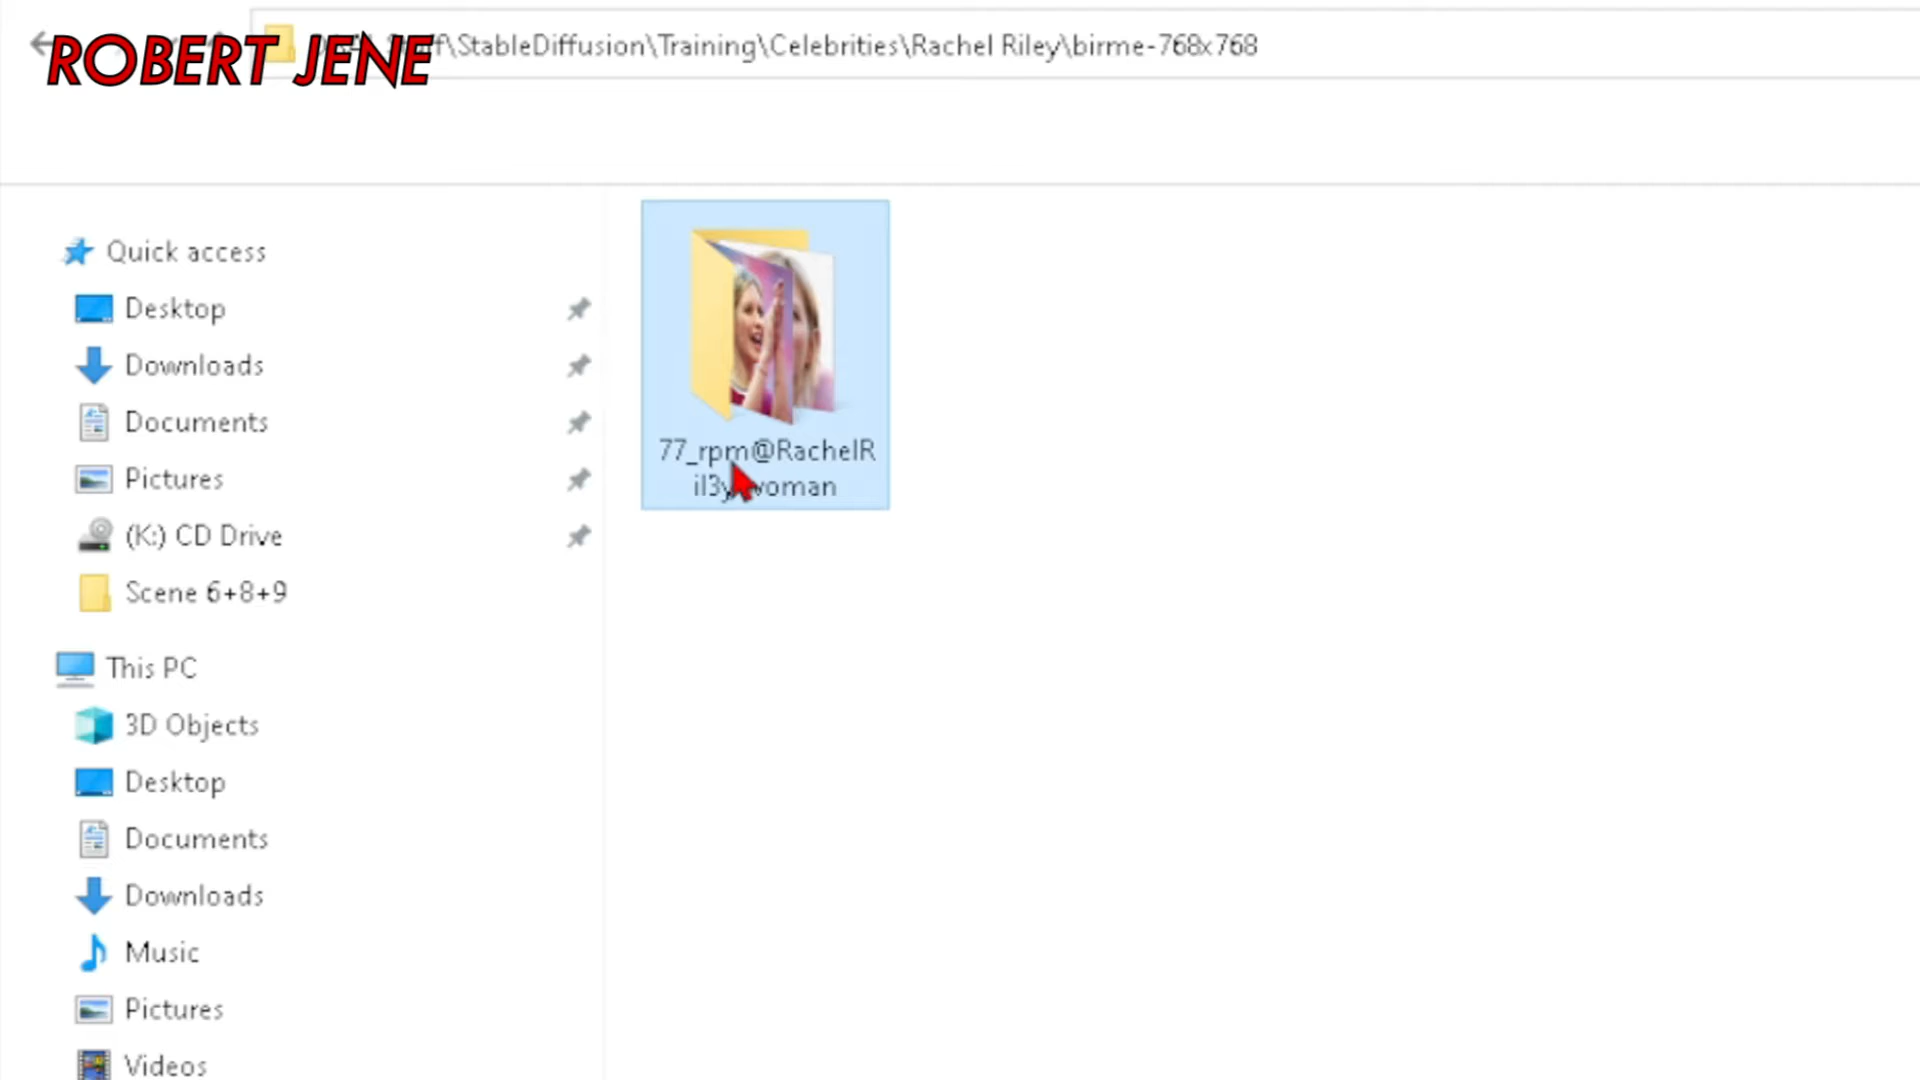 ROBERT JENE
\StableDiffusion\Training\Celebrities\Rachel Riley\birme-768x768
Quick access
Desktop
Downloads
Documents
Pictures
(K:) CD Drive
Scene 6+8+9
This PC
3D Objects
Desktop
Documents
Downloads
Music
Pictures
Videos
77_rpm@RachelR
il3y woman